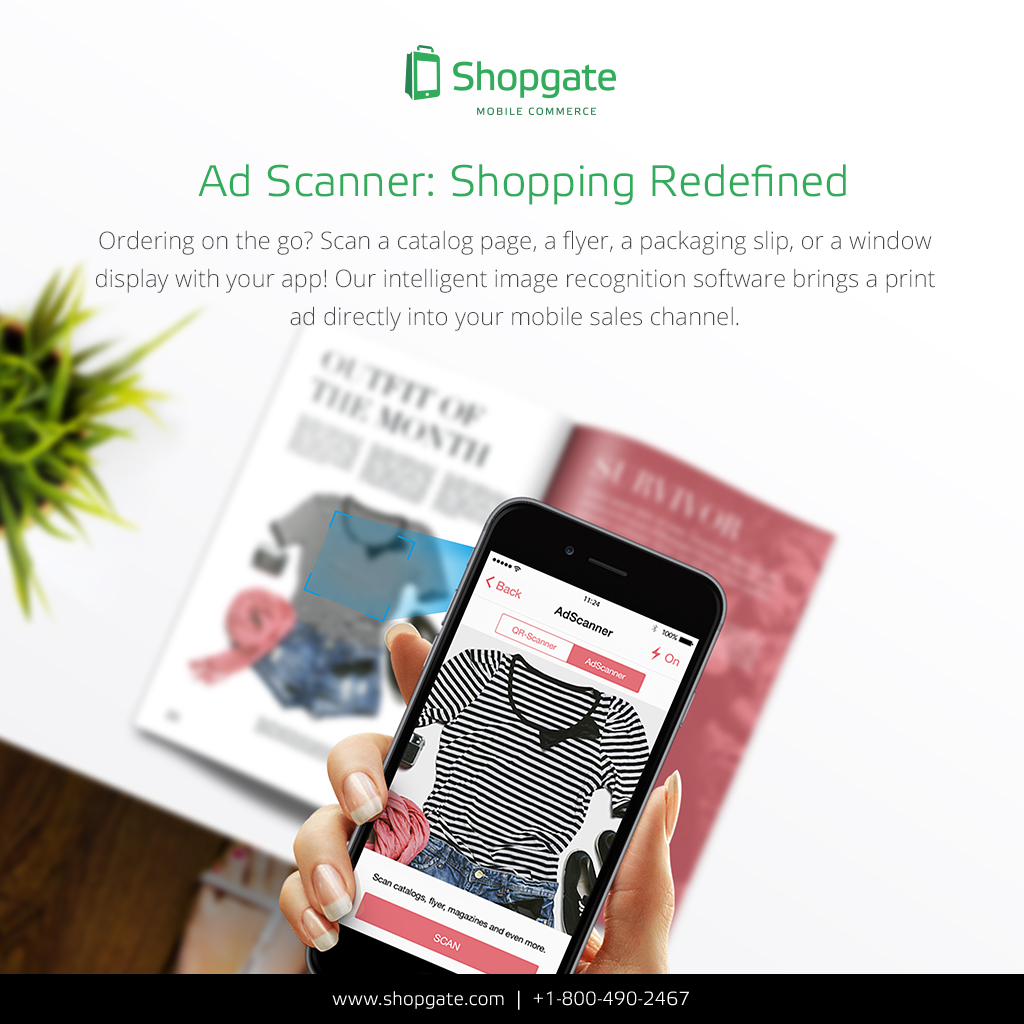 Shopgate
MOBILE COMMERCE
Ad Scanner: Shopping Redefined
Ordering on the go? Scan a catalog page, a flyer, a packaging slip, or a window
display with your app! Our intelligent image recognition software brings a print
ad directly into your mobile sales channel.
OUTFIT OF
THE MONTH
SURVIVOR
11:24
100%
Back
AdScanner
On
QR-Scanner
AdScanner
Scan catalogs, flyer, magazines and even more.
SCAN
www.shopgate.com | +1-800-490-2467